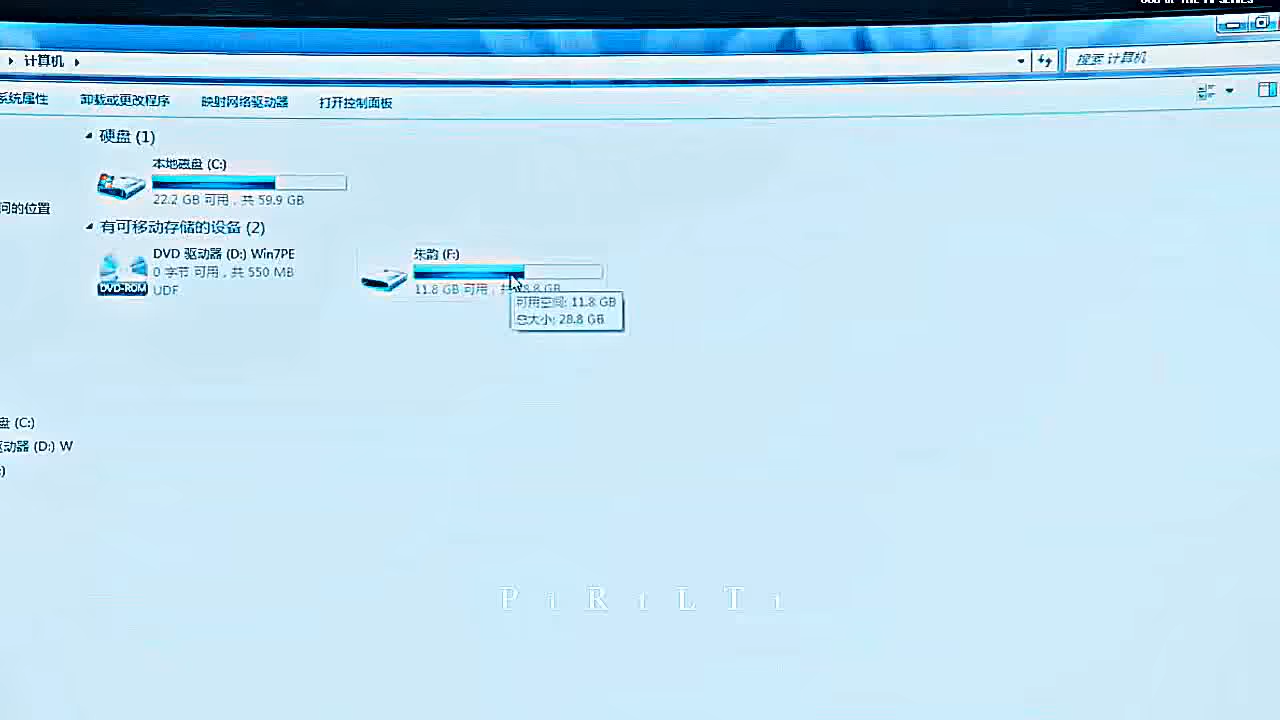 计算机
搜索 计算机
系统属性 卸载或更改程序 映射网络驱动器 打开控制面板
硬盘 (1)
本地磁盘 (C:)
22.2 GB 可用，共 59.9 GB
问的位置
有可移动存储的设备 (2)
DVD 驱动器 (D:) Win7PE
0 字节 可用，共 550 MB
UDF
DVD-ROM
朱韵 (F:)
11.8 GB 可用，共 28.8 GB
可用空间: 11.8 GB
总大小: 28.8 GB
盘 (C:)
驱动器 (D:) W
:)
PıRıLTı